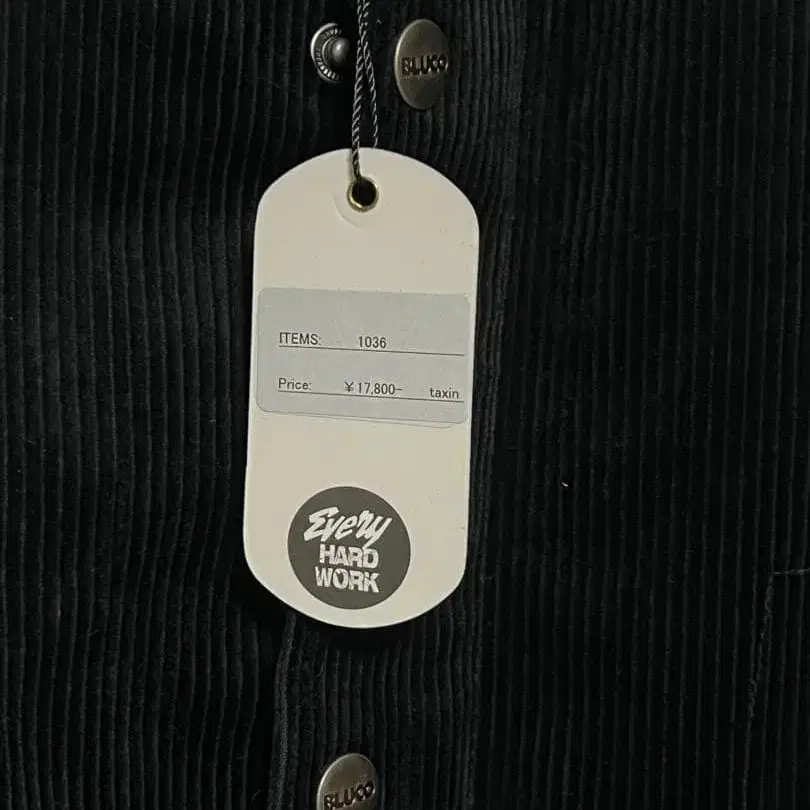 BLUCO
ITEMS: 1036
Price: ¥17,800- taxin
Every
HARD
WORK
BLUCO